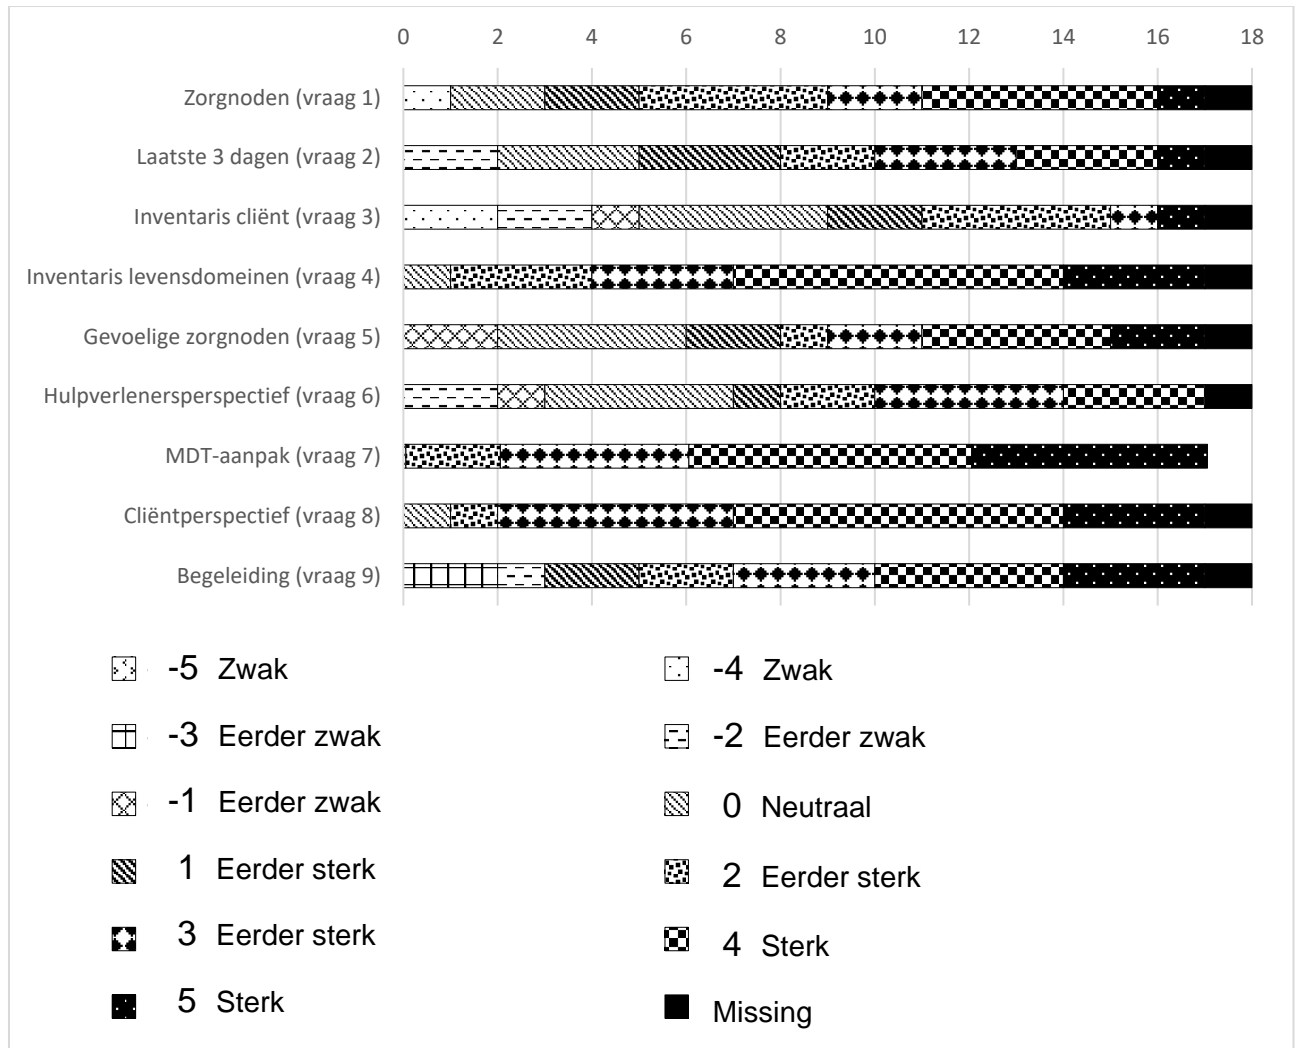 0 2 4 6 8 10 12 14 16 18
Zorgnoden (vraag 1)
Laatste 3 dagen (vraag 2)
Inventaris cliënt (vraag 3)
Inventaris levensdomeinen (vraag 4)
Gevoelige zorgnoden (vraag 5)
Hulpverlenersperspectief (vraag 6)
MDT-aanpak (vraag 7)
Cliëntperspectief (vraag 8)
Begeleiding (vraag 9)
-5 Zwak -4 Zwak
-3 Eerder zwak -2 Eerder zwak
-1 Eerder zwak 0 Neutraal
1 Eerder sterk 2 Eerder sterk
3 Eerder sterk 4 Sterk
5 Sterk Missing